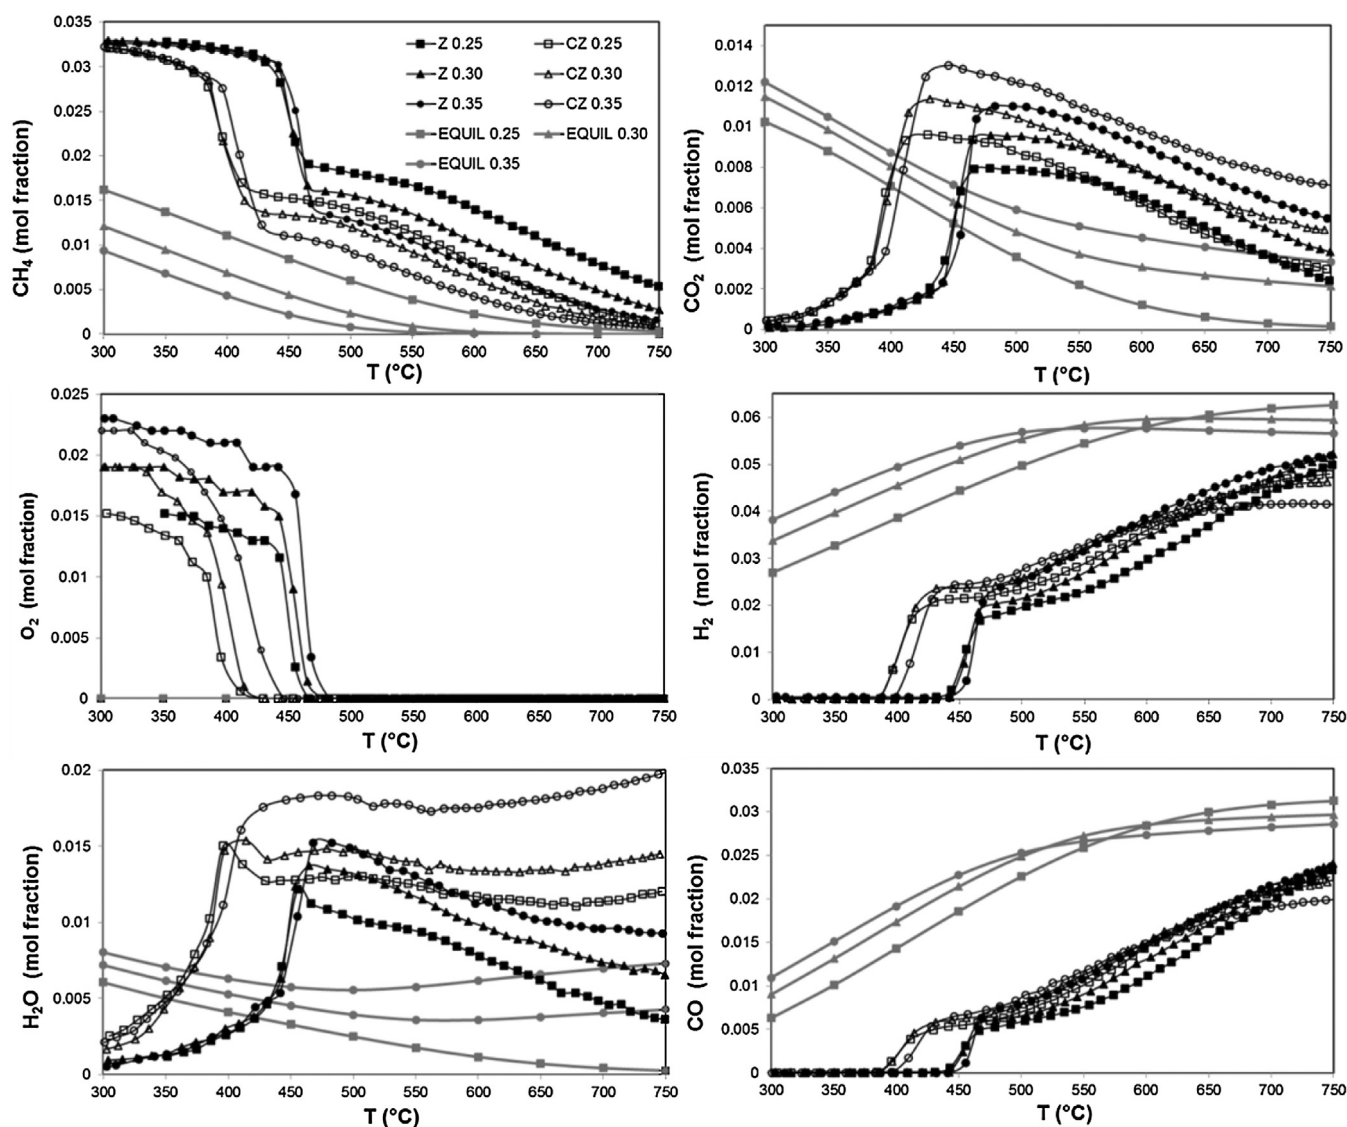 0.035
0.03
0.025
0.02
0.015
0.01
0.005
0
CH4 (mol fraction)
300 350 400 450 500 550 600 650 700 750
T (°C)
Z 0.25 CZ 0.25
Z 0.30 CZ 0.30
Z 0.35 CZ 0.35
EQUIL 0.25 EQUIL 0.30
EQUIL 0.35
0.014
0.012
0.01
0.008
0.006
0.004
0.002
0
CO2 (mol fraction)
300 350 400 450 500 550 600 650 700 750
T (°C)
0.025
0.02
0.015
0.01
0.005
0
O2 (mol fraction)
300 350 400 450 500 550 600 650 700 750
T (°C)
0.06
0.05
0.04
0.03
0.02
0.01
0
H2 (mol fraction)
300 350 400 450 500 550 600 650 700 750
T (°C)
0.02
0.015
0.01
0.005
0
H2O (mol fraction)
300 350 400 450 500 550 600 650 700 750
T (°C)
0.035
0.03
0.025
0.02
0.015
0.01
0.005
0
CO (mol fraction)
300 350 400 450 500 550 600 650 700 750
T (°C)